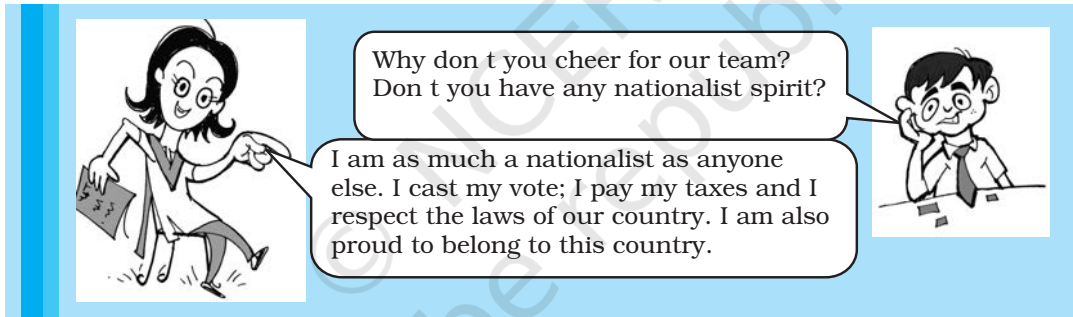 Why don t you cheer for our team?
Don t you have any nationalist spirit?
I am as much a nationalist as anyone
else. I cast my vote; I pay my taxes and I
respect the laws of our country. I am also
proud to belong to this country.